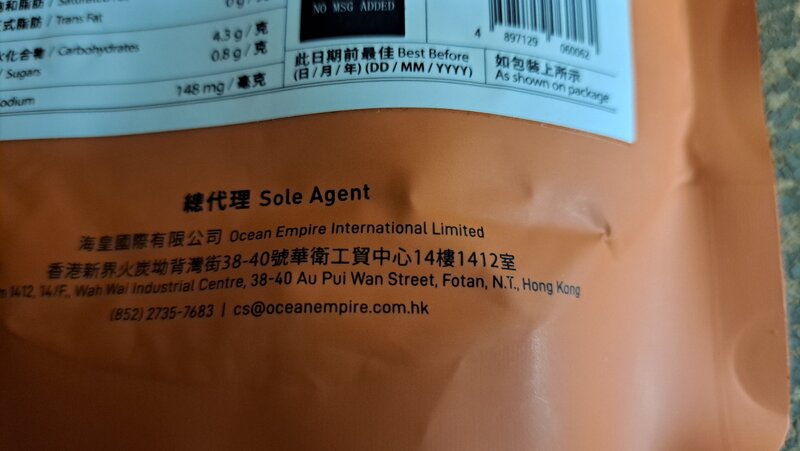 Saturated
0 g / 克
式脂肪 / Trans Fat
4.3 g / 克
水化合物 / Carbohydrates
0.8 g / 克
/ Sugars
148 mg / 毫克
odium
NO MSG ADDED
此日期前最佳 Best Before
(日 / 月 / 年) (DD / MM / YYYY)
4 897129 060062
如包裝上所示
As shown on package
總代理 Sole Agent
海皇國際有限公司 Ocean Empire International Limited
香港新界火炭坳背灣街38-40號華衛工貿中心14樓1412室
m 1412, 14/F., Wah Wai Industrial Centre, 38-40 Au Pui Wan Street, Fotan, N.T., Hong Kong
(852) 2735-7683 | cs@oceanempire.com.hk